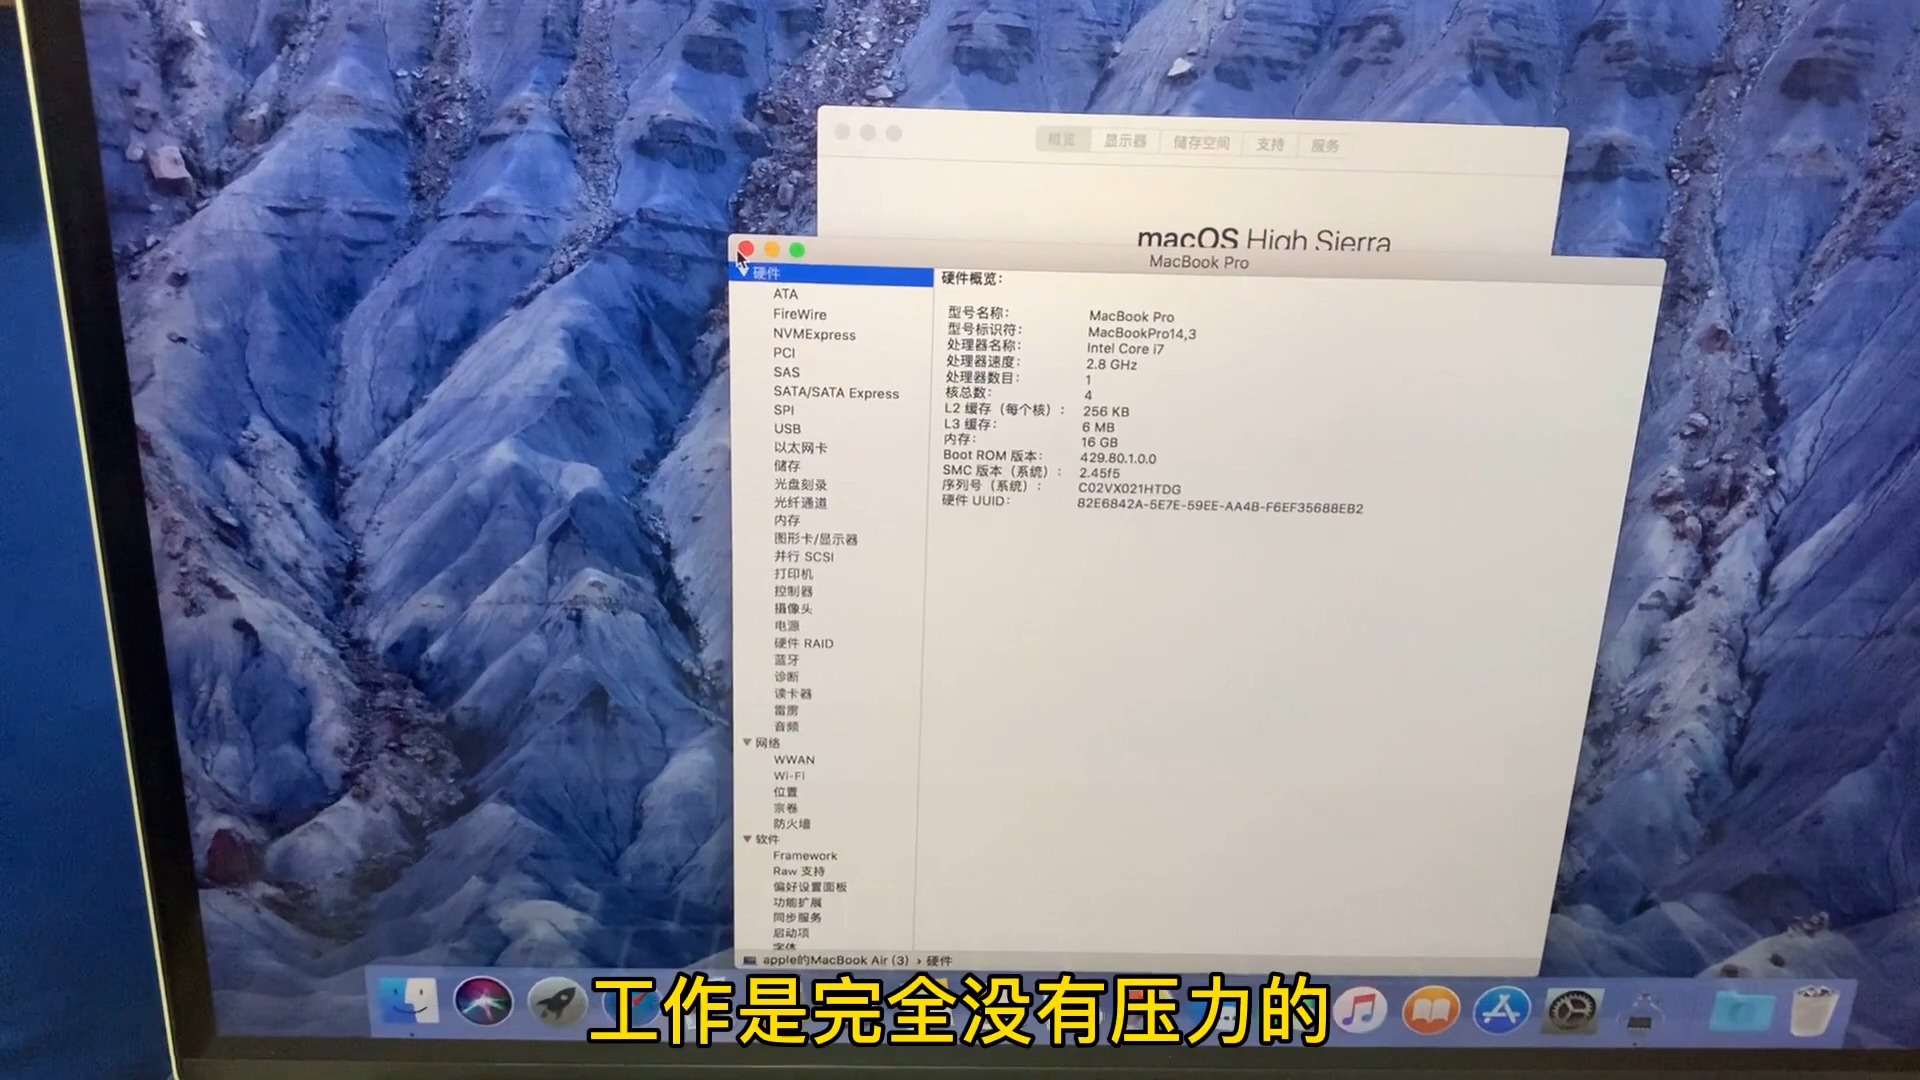 概览 显示器 储存空间 支持 服务
macOS High Sierra
MacBook Pro
硬件
ATA
FireWire
NVMExpress
PCI
SAS
SATA/SATA Express
SPI
USB
以太网卡
储存
光盘刻录
光纤通道
内存
图形卡/显示器
并行 SCSI
打印机
控制器
摄像头
电源
硬件 RAID
蓝牙
诊断
读卡器
雷雳
音频
网络
WWAN
Wi-Fi
位置
宗卷
防火墙
软件
Framework
Raw 支持
偏好设置面板
功能扩展
同步服务
启动项
字体
硬件概览：
型号名称： MacBook Pro
型号标识符： MacBookPro14,3
处理器名称： Intel Core i7
处理器速度： 2.8 GHz
处理器数目： 1
核总数： 4
L2 缓存（每个核）： 256 KB
L3 缓存： 6 MB
内存： 16 GB
Boot ROM 版本： 429.80.1.0.0
SMC 版本（系统）： 2.45f5
序列号（系统）： C02VX021HTDG
硬件 UUID： 82E6842A-5E7E-59EE-AA4B-F6EF35688EB2
apple的MacBook Air (3) › 硬件
工作是完全没有压力的